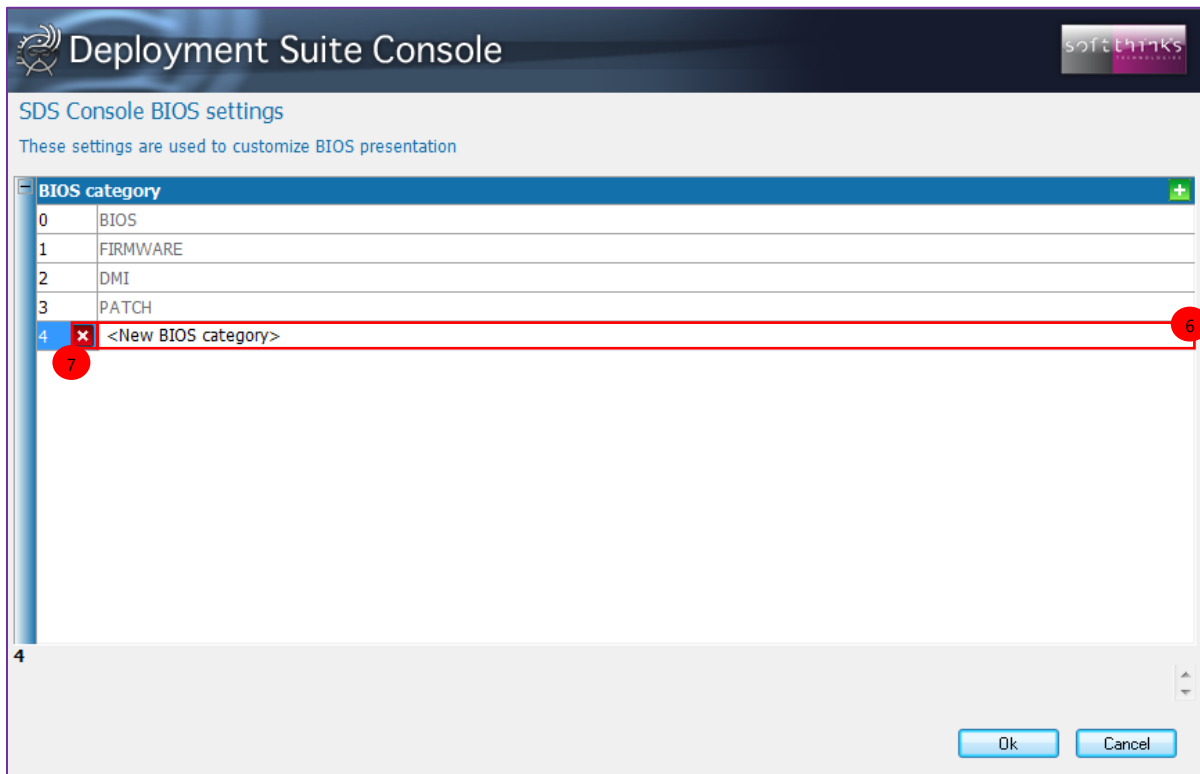 Deployment Suite Console
softthinks
TECHNOLOGIES
SDS Console BIOS settings
These settings are used to customize BIOS presentation
BIOS category
0 BIOS
1 FIRMWARE
2 DMI
3 PATCH
4 <New BIOS category> 6
7
4
Ok Cancel